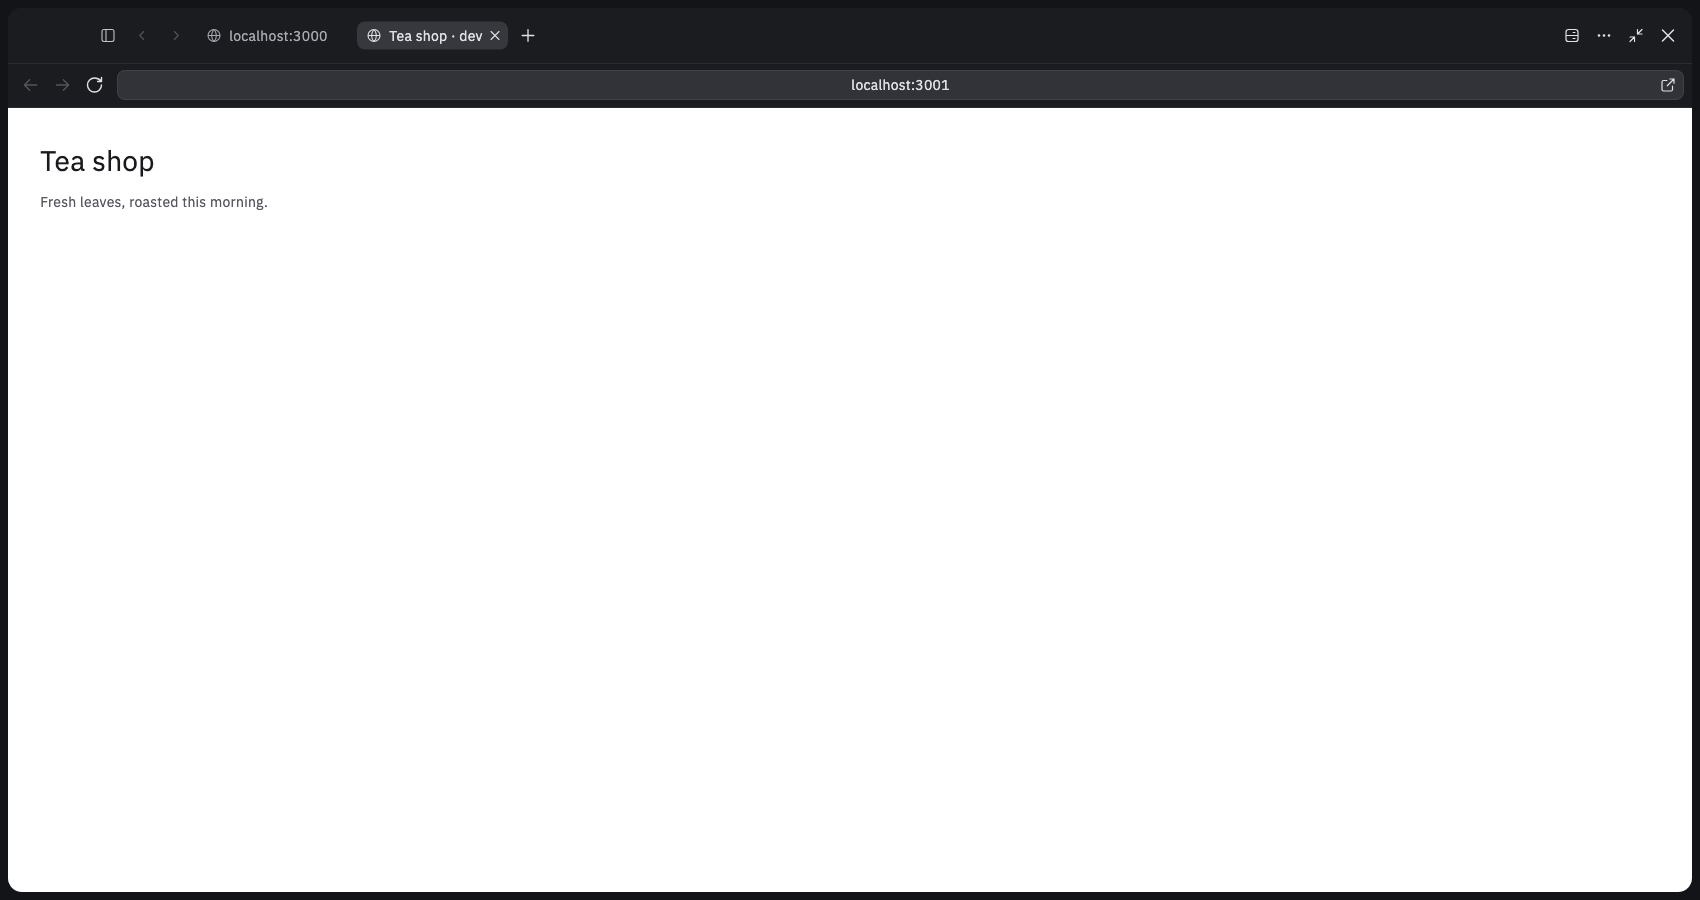 localhost:3000
Tea shop · dev
localhost:3001
Tea shop
Fresh leaves, roasted this morning.